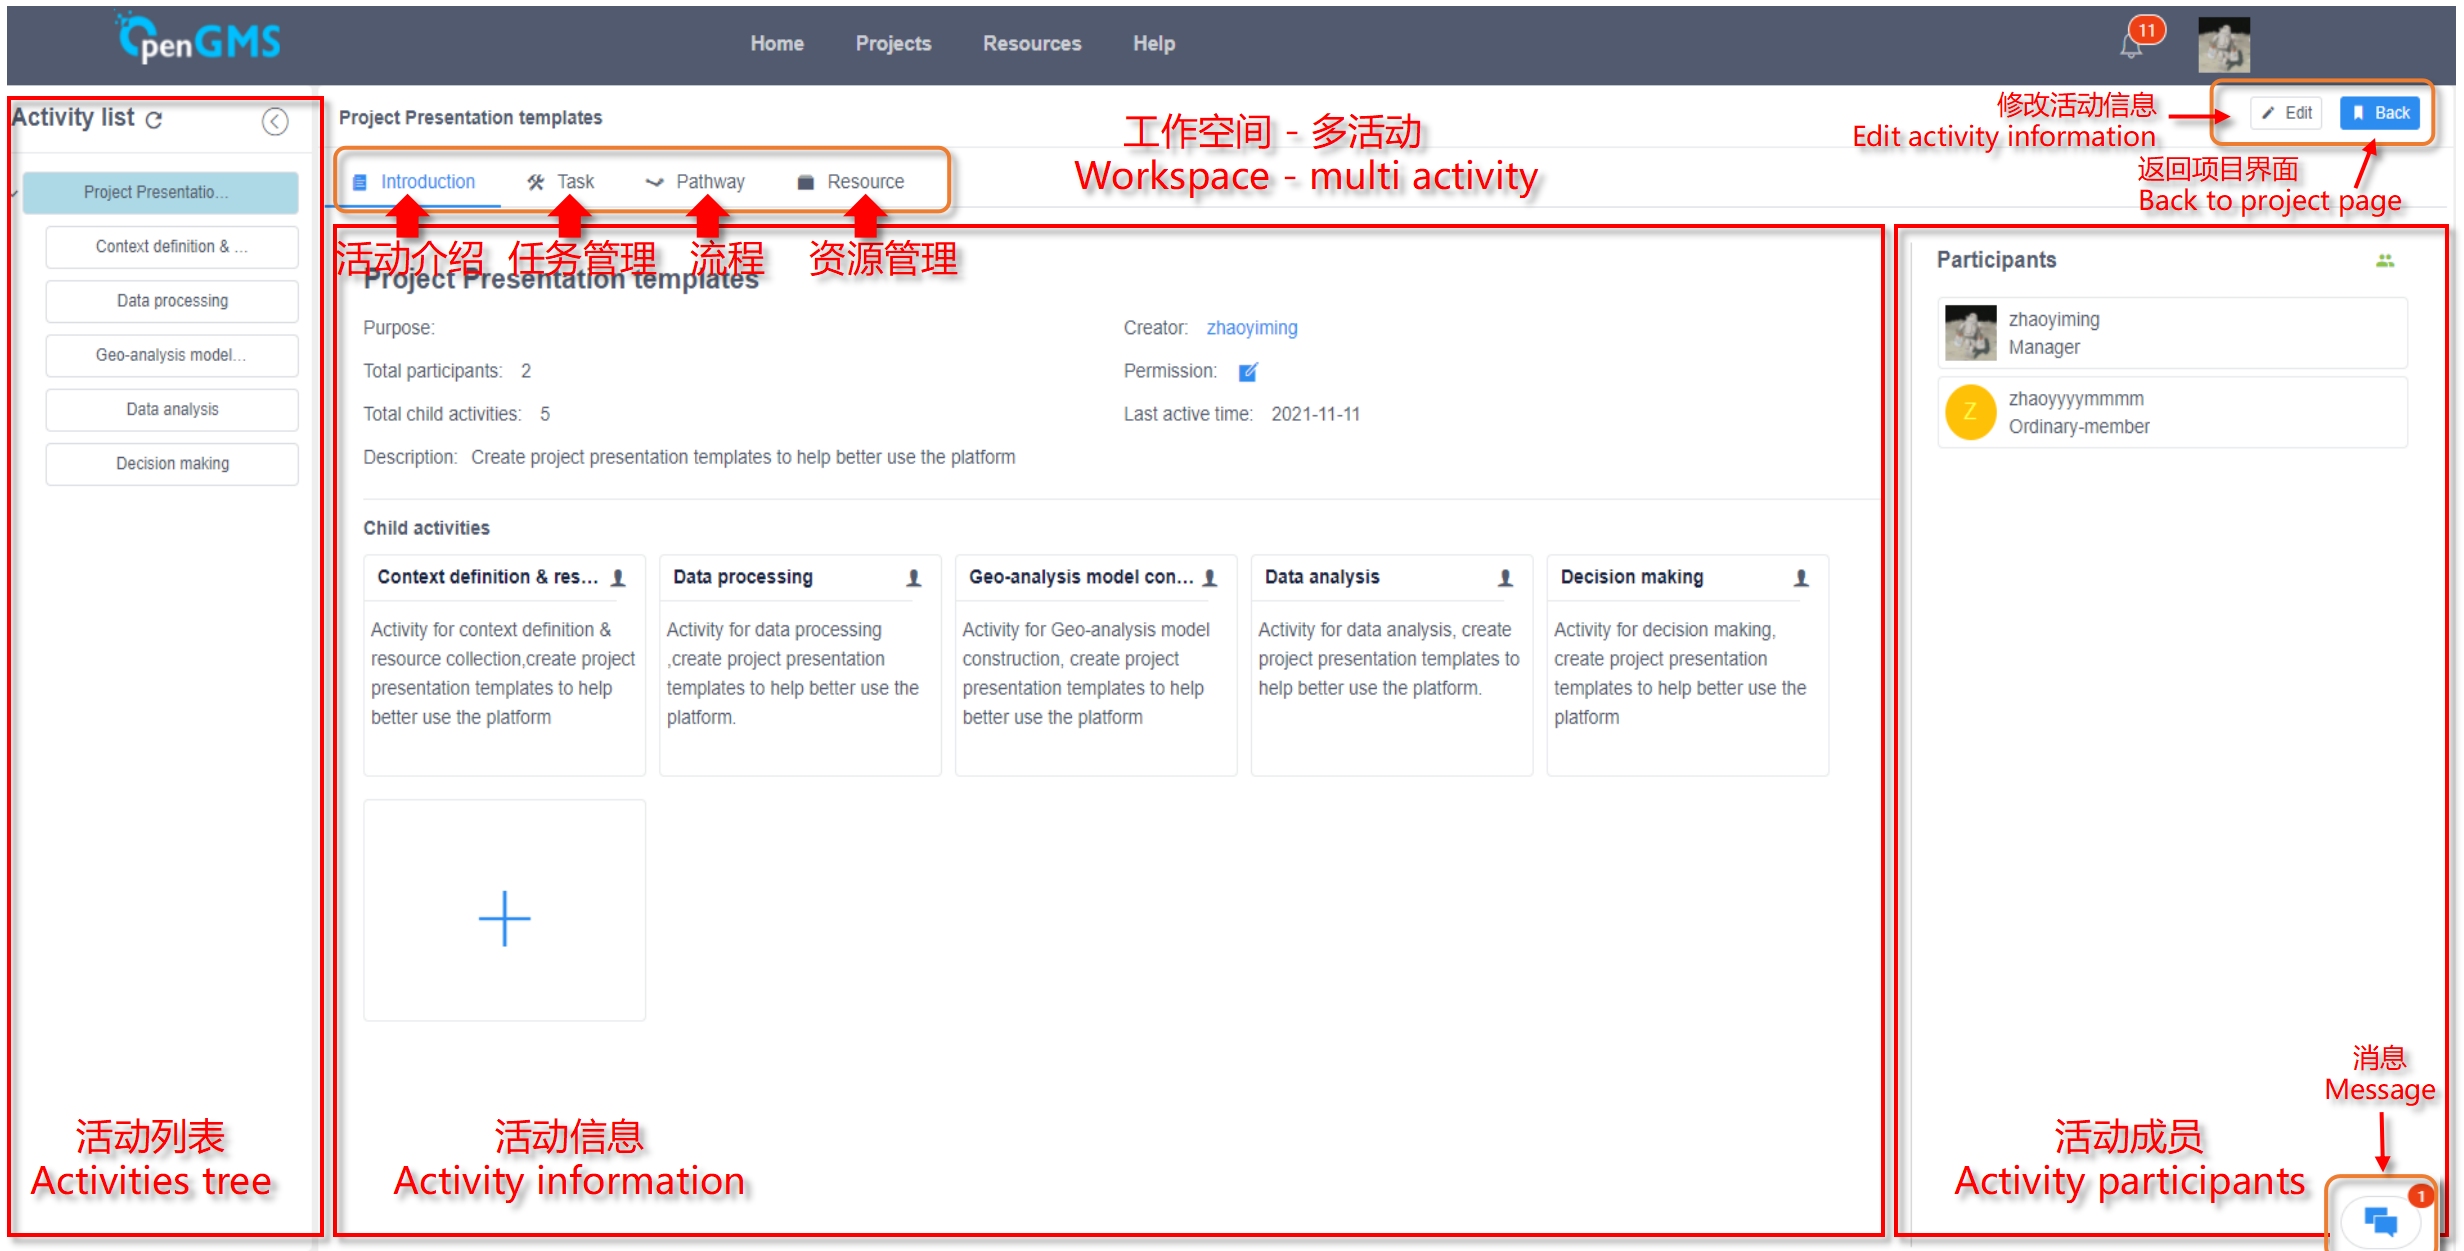 OpenGMS
Home Projects Resources Help
11
Activity list
Project Presentation templates
工作空间 - 多活动
Workspace - multi activity
修改活动信息
Edit activity information
Edit
Back
返回项目界面
Back to project page
Introduction Task Pathway Resource
活动介绍 任务管理 流程 资源管理
Project Presentatio...
Context definition & ...
Data processing
Geo-analysis model...
Data analysis
Decision making
活动列表
Activities tree
Project Presentation templates
Purpose:
Creator: zhaoyiming
Total participants: 2
Permission:
Total child activities: 5
Last active time: 2021-11-11
Description: Create project presentation templates to help better use the platform
Child activities
Context definition & res...
Activity for context definition &
resource collection,create project
presentation templates to help
better use the platform
Data processing
Activity for data processing
,create project presentation
templates to help better use the
platform.
Geo-analysis model con...
Activity for Geo-analysis model
construction, create project
presentation templates to help
better use the platform
Data analysis
Activity for data analysis, create
project presentation templates to
help better use the platform.
Decision making
Activity for decision making,
create project presentation
templates to help better use the
platform
活动信息
Activity information
Participants
zhaoyiming
Manager
Z
zhaoyyyymmmm
Ordinary-member
消息
Message
活动成员
Activity participants
1